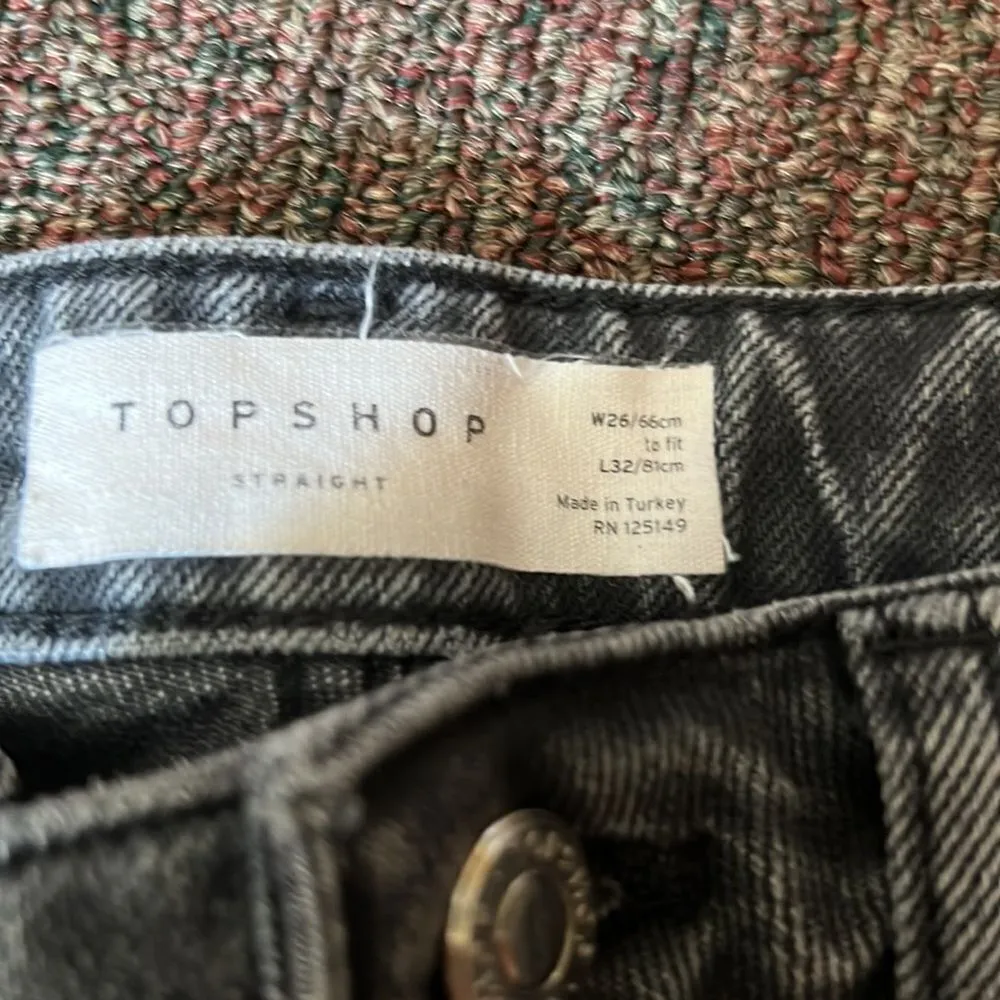 TOPSHOP
STRAIGHT
W26/66cm
to fit
L32/81cm
Made in Turkey
RN 125149